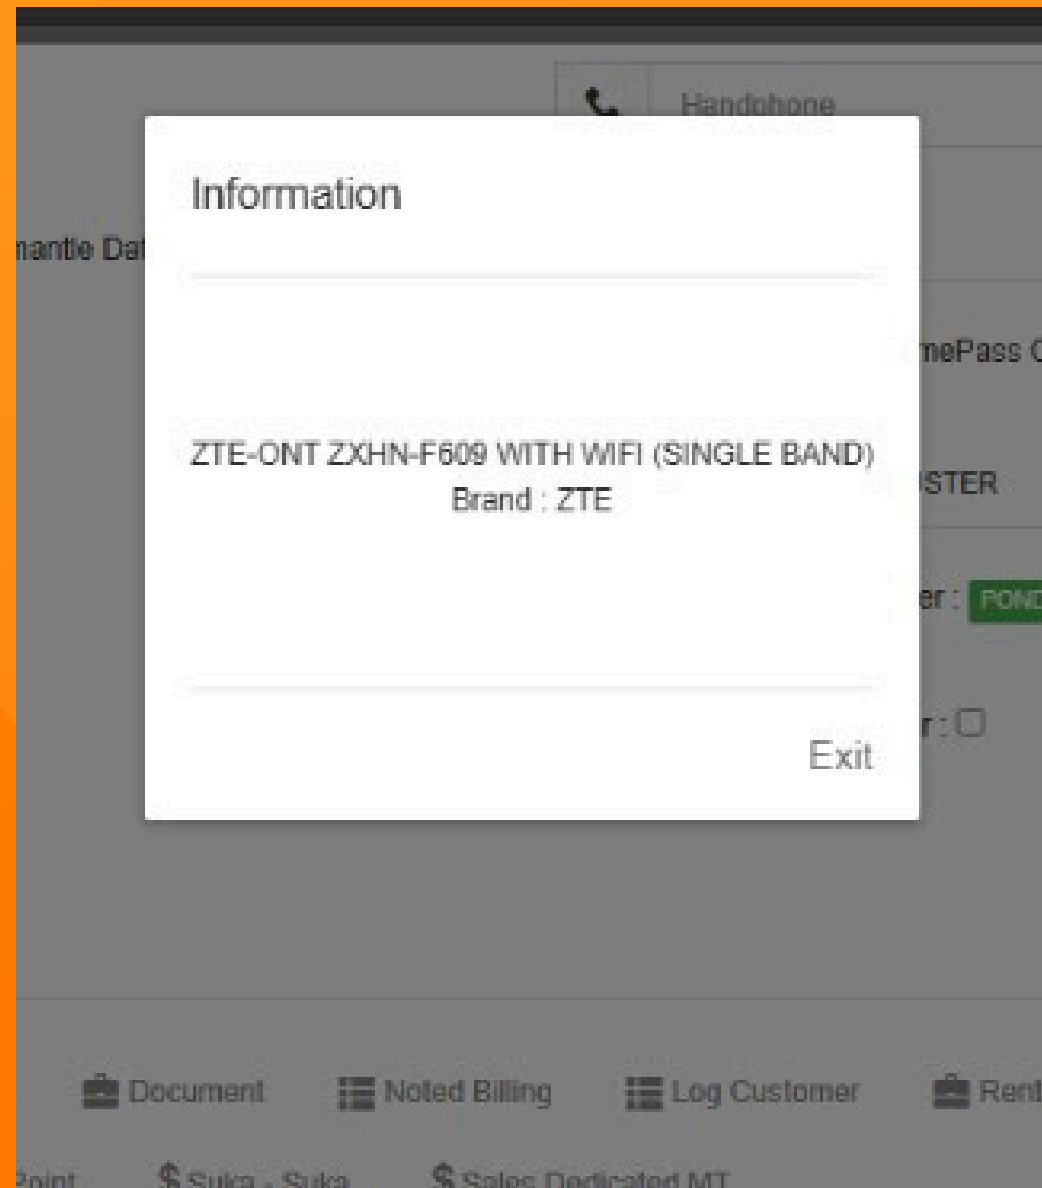 Handphone
Information
mantle Dat
mePass C
ZTE-ONT ZXHN-F609 WITH WIFI (SINGLE BAND)
Brand : ZTE
STER
er : POND
r :
Exit
Document Noted Billing Log Customer Rent
Point $ Suka - Suka $ Sales Dedicated MT